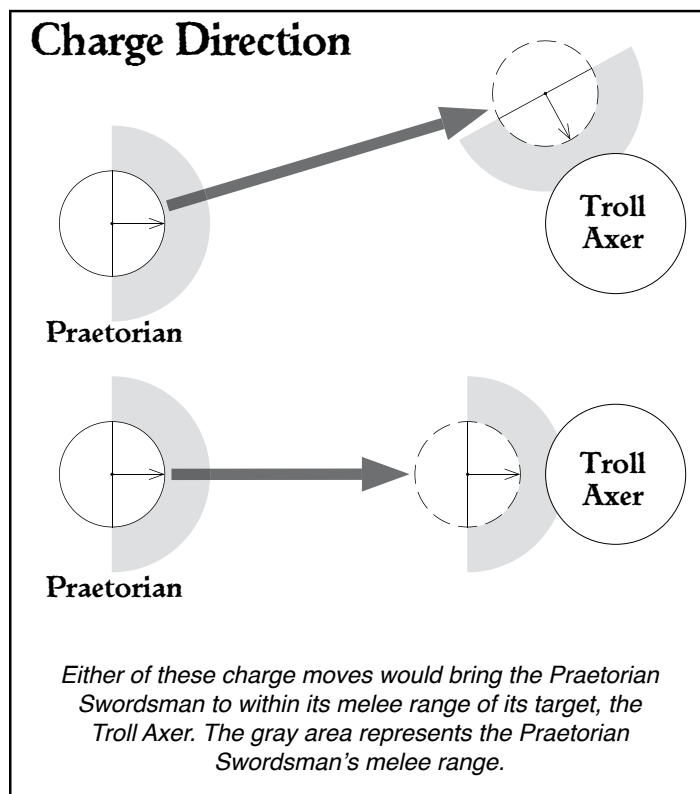 Charge Direction
Troll
Axer
Praetorian
Troll
Axer
Praetorian
Either of these charge moves would bring the Praetorian
Swordsman to within its melee range of its target, the
Troll Axer. The gray area represents the Praetorian
Swordsman’s melee range.